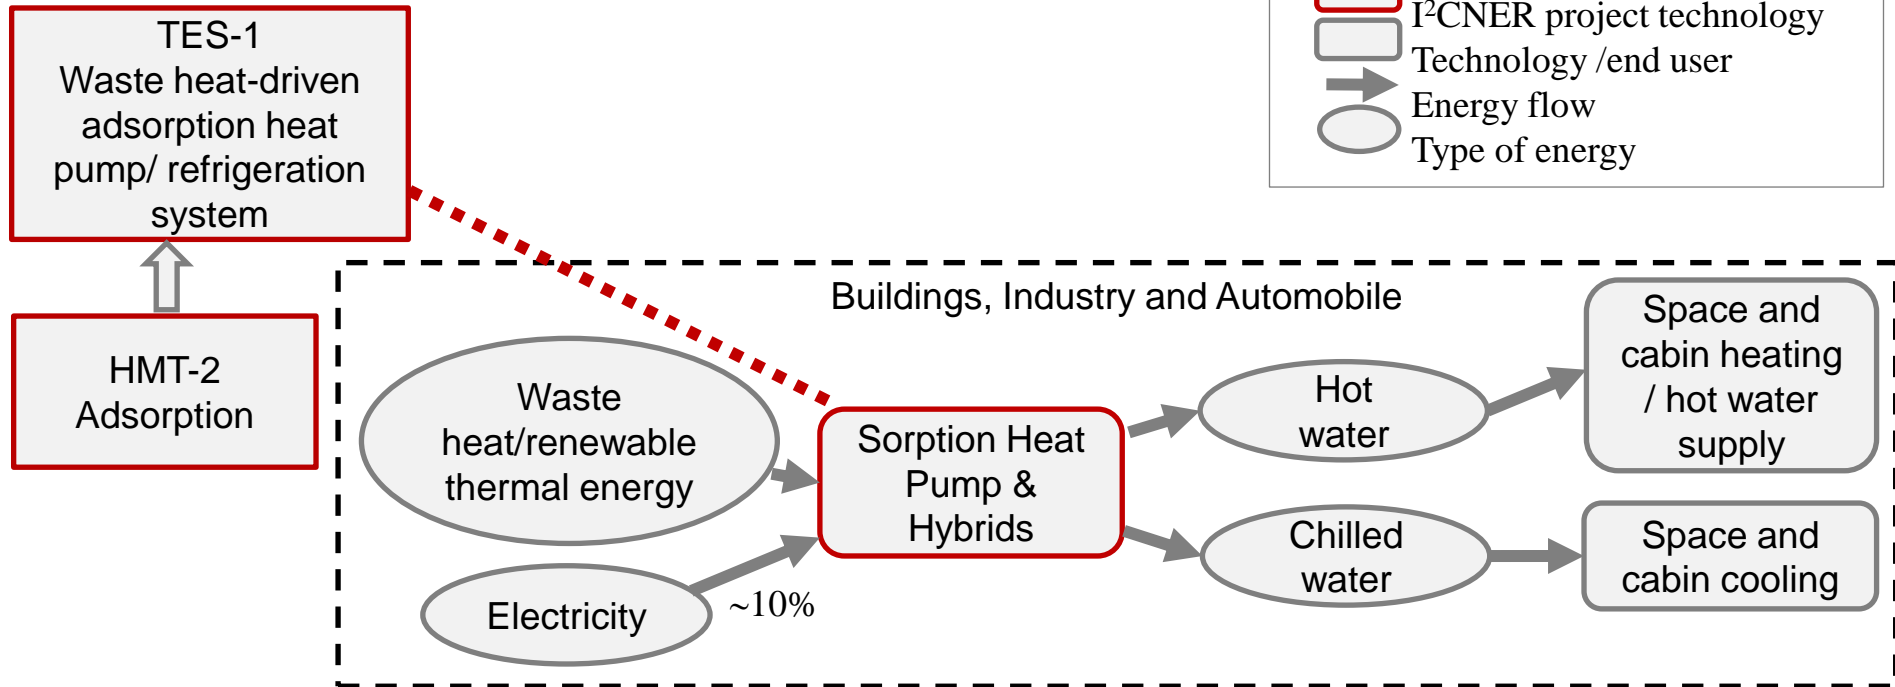 TES-1
Waste heat-driven
adsorption heat
pump/ refrigeration
system
HMT-2
Adsorption
I²CNER project technology
Technology /end user
Energy flow
Type of energy
Buildings, Industry and Automobile
Waste
heat/renewable
thermal energy
Electricity
~10%
Sorption Heat
Pump &
Hybrids
Hot
water
Chilled
water
Space and
cabin heating
/ hot water
supply
Space and
cabin cooling